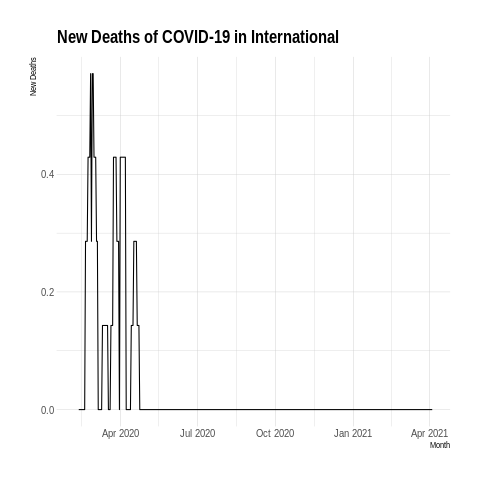 New Deaths of COVID-19 in International
New Deaths
0.4
0.2
0.0
Apr 2020 Jul 2020 Oct 2020 Jan 2021 Apr 2021
Month